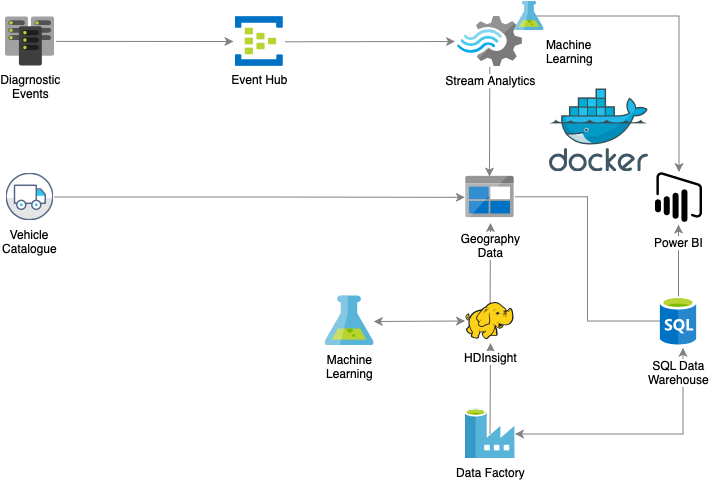 Diagrnostic
Events
Event Hub
Stream Analytics
Machine
Learning
docker
Vehicle
Catalogue
Geography
Data
Power BI
Machine
Learning
HDInsight
SQL
SQL Data
Warehouse
Data Factory